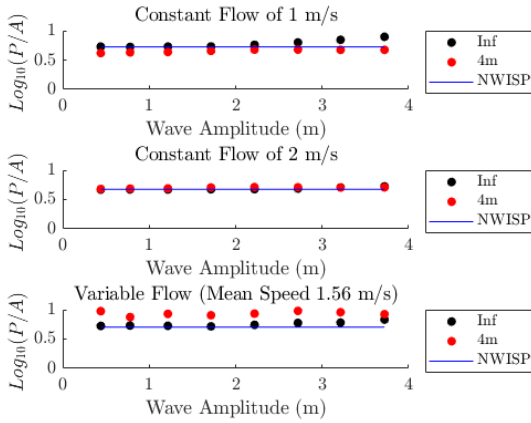 Constant Flow of 1 m/s
Log10(P/A)
1
0.5
0
0 1 2 3 4
Wave Amplitude (m)
Inf
4m
NWISP
Constant Flow of 2 m/s
Log10(P/A)
1
0.5
0
0 1 2 3 4
Wave Amplitude (m)
Inf
4m
NWISP
Variable Flow (Mean Speed 1.56 m/s)
Log10(P/A)
1
0.5
0
0 1 2 3 4
Wave Amplitude (m)
Inf
4m
NWISP